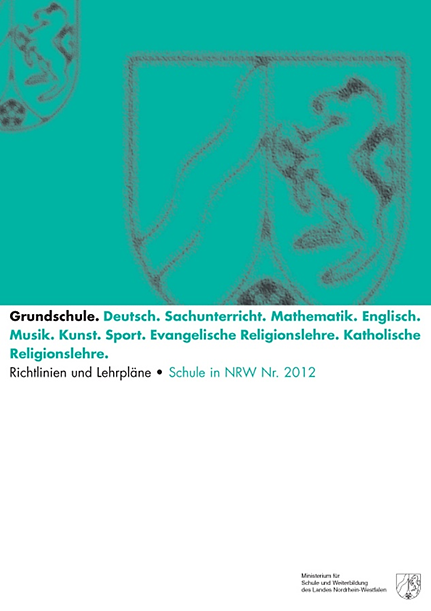 Grundschule. Deutsch. Sachunterricht. Mathematik. Englisch.
Musik. Kunst. Sport. Evangelische Religionslehre. Katholische
Religionslehre.
Richtlinien und Lehrpläne • Schule in NRW Nr. 2012
Ministerium für
Schule und Weiterbildung
des Landes Nordrhein-Westfalen